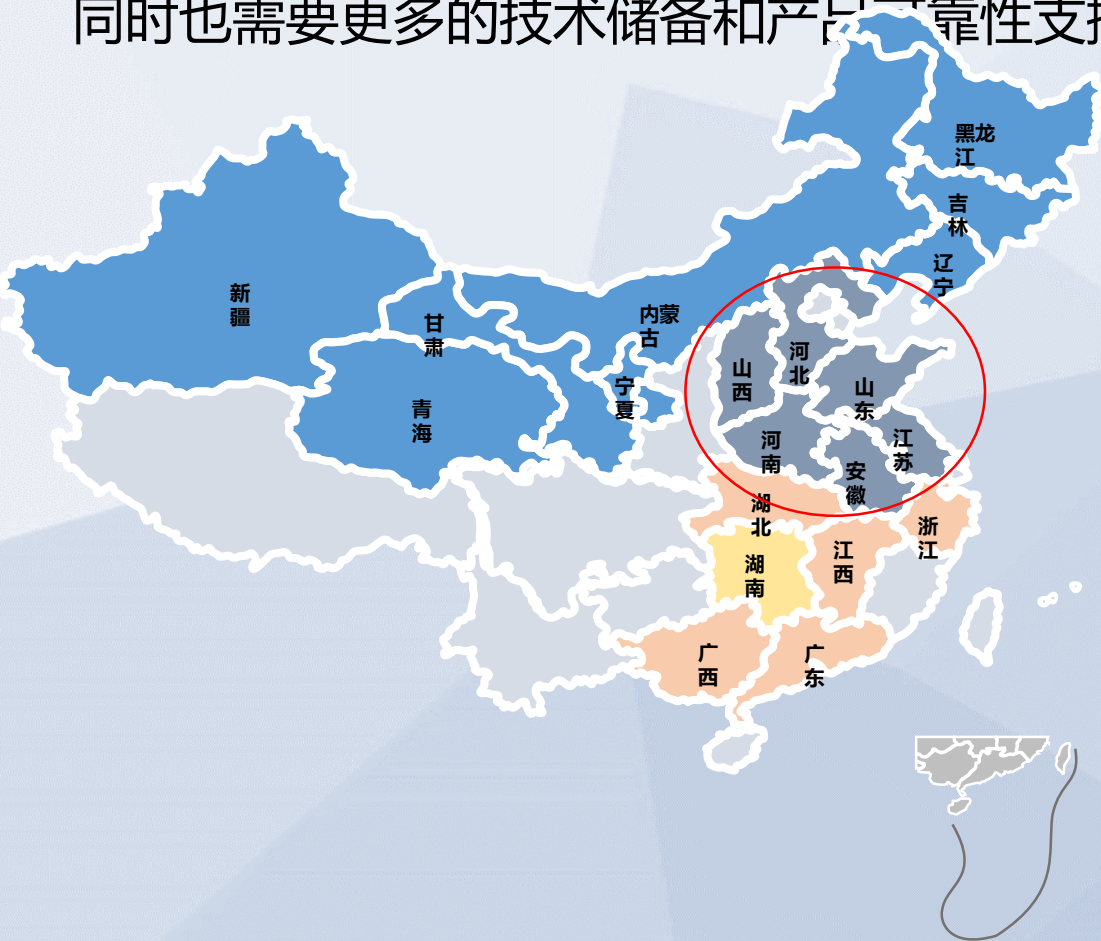 同时也需要更多的技术储备和产品可靠性支
黑龙
江
吉
林
辽
宁
新
疆
甘
肃
内蒙
古
宁
夏
青
海
山
西
河
北
山
东
河
南
江
苏
安
徽
湖
北
浙
江
湖
南
江
西
广
西
广
东